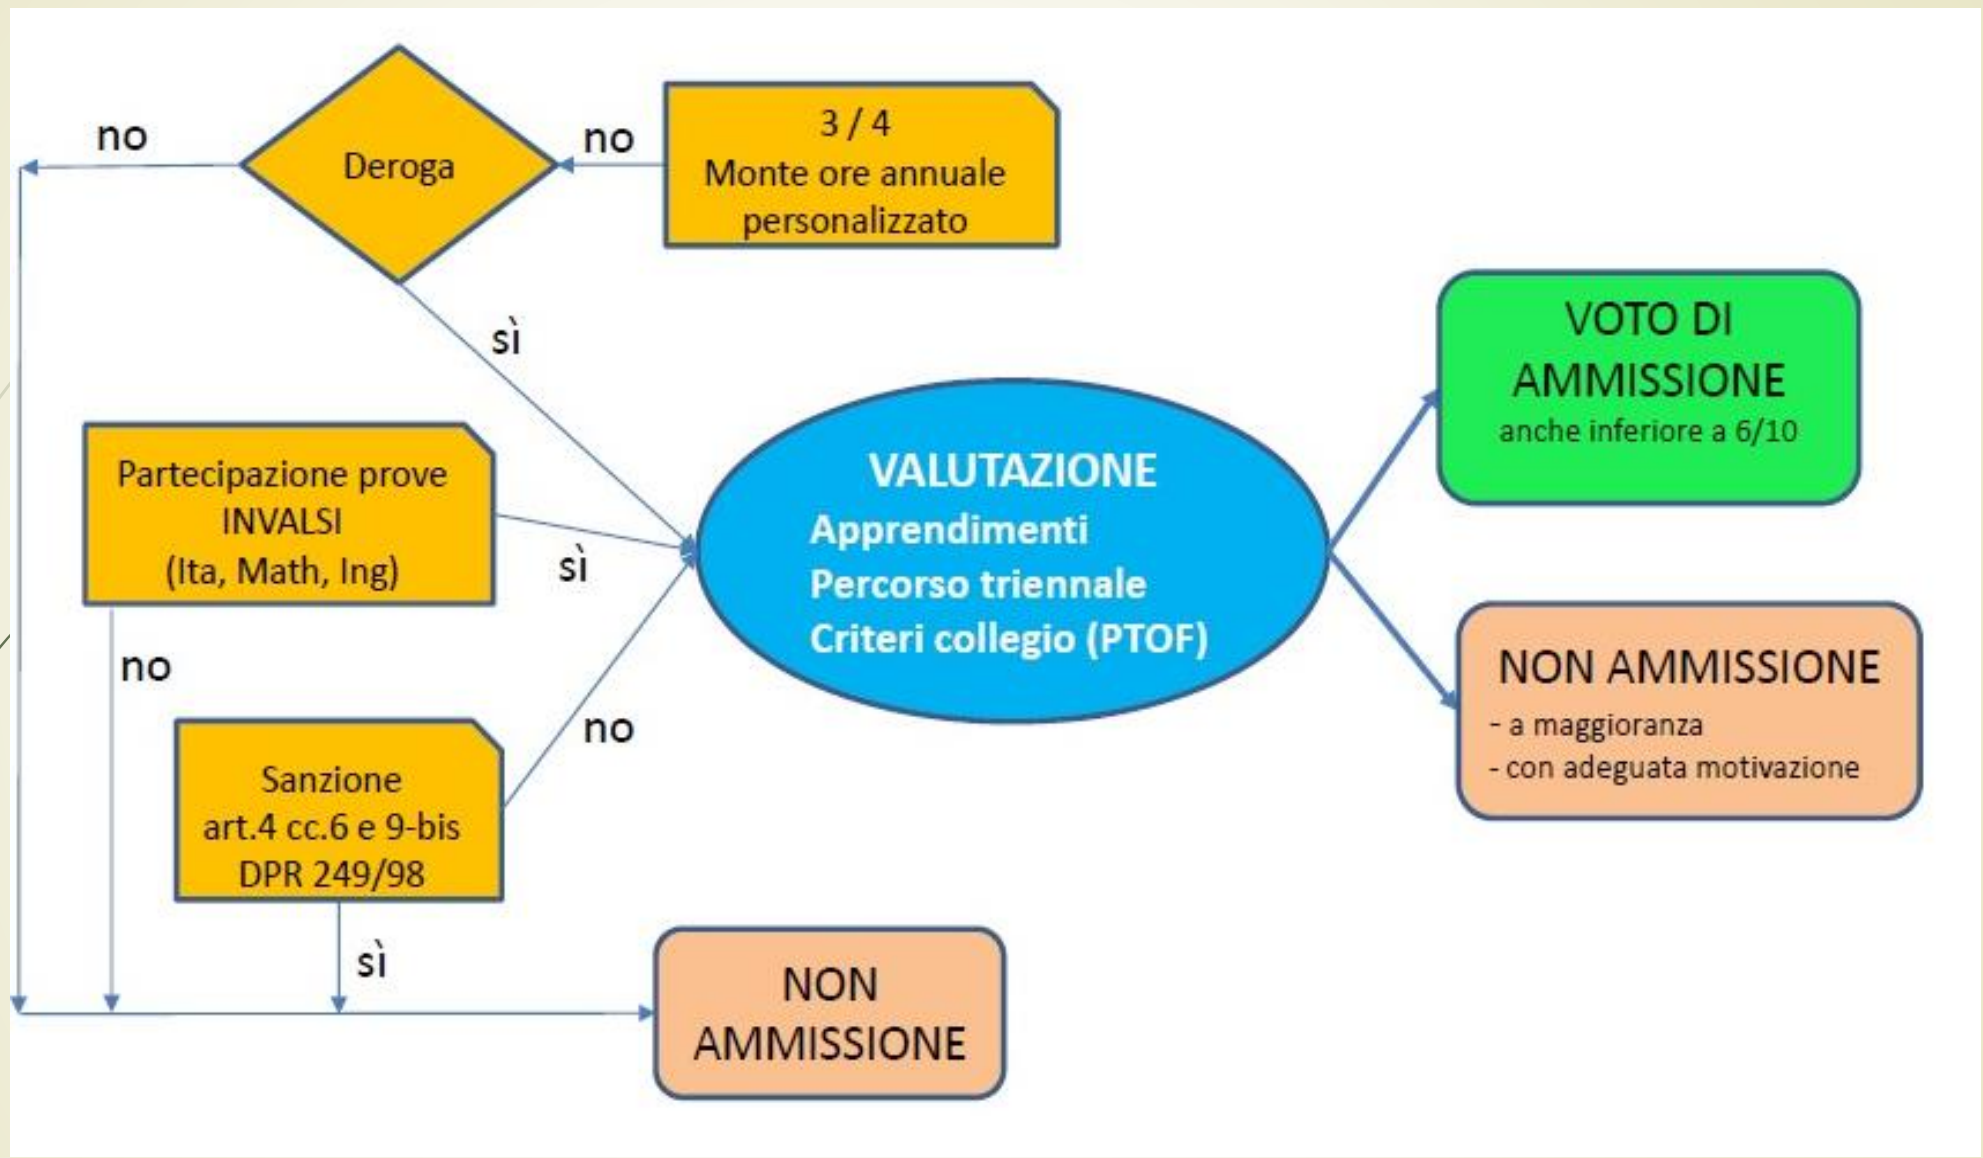 no
Deroga
no
3 / 4
Monte ore annuale
personalizzato
sì
Partecipazione prove
INVALSI
(Ita, Math, Ing)
sì
no
Sanzione
art.4 cc.6 e 9-bis
DPR 249/98
no
sì
VALUTAZIONE
Apprendimenti
Percorso triennale
Criteri collegio (PTOF)
VOTO DI
AMMISSIONE
anche inferiore a 6/10
NON AMMISSIONE
- a maggioranza
- con adeguata motivazione
NON
AMMISSIONE